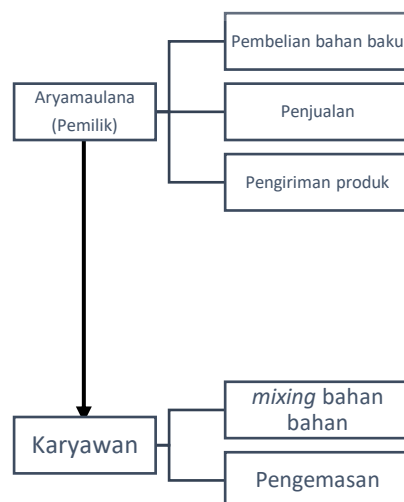 Pembelian bahan baku
Aryamaulana
(Pemilik)
Penjualan
Pengiriman produk
mixing bahan
bahan
Karyawan
Pengemasan